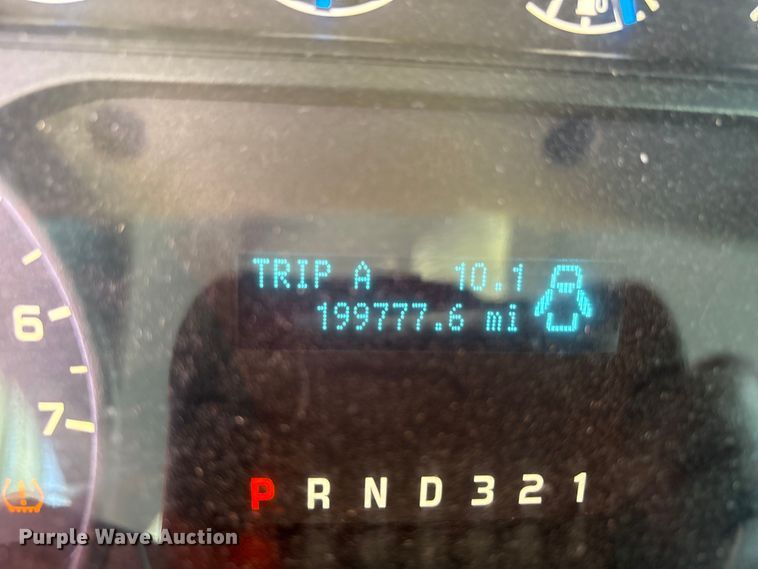 TRIP A 10.1
199777.6 mi
6
7
P R N D 3 2 1
Purple Wave Auction